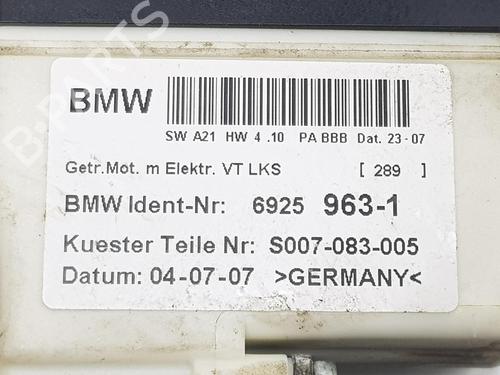 BMW
SW A21 HW 4 .10 PA BBB Dat. 23 - 07
Getr.Mot. m Elektr. VT LKS [ 289 ]
BMW Ident-Nr: 6925 963-1
Kuester Teile Nr: S007-083-005
Datum: 04-07-07 >GERMANY<
B-PARTS